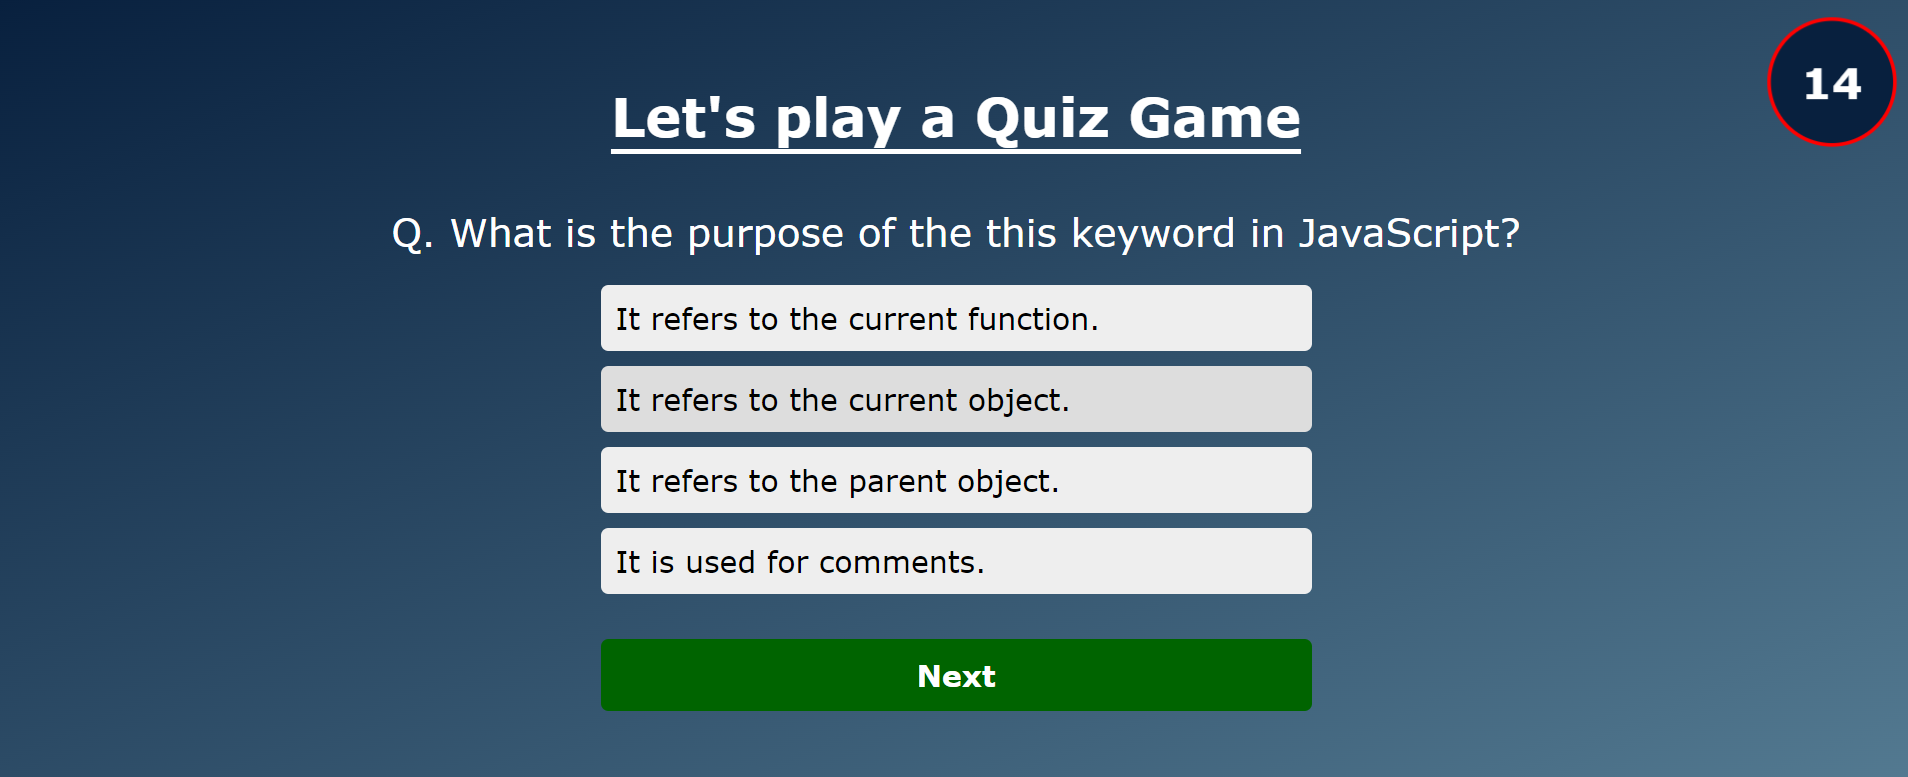 14
Let's play a Quiz Game
Q. What is the purpose of the this keyword in JavaScript?
It refers to the current function.
It refers to the current object.
It refers to the parent object.
It is used for comments.
Next